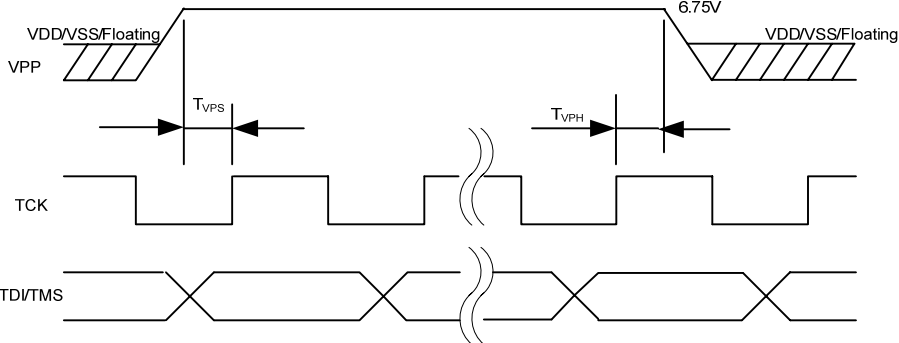 6.75V
VDD/VSS/Floating
VDD/VSS/Floating
VPP
TVPS
TVPH
TCK
TDI/TMS